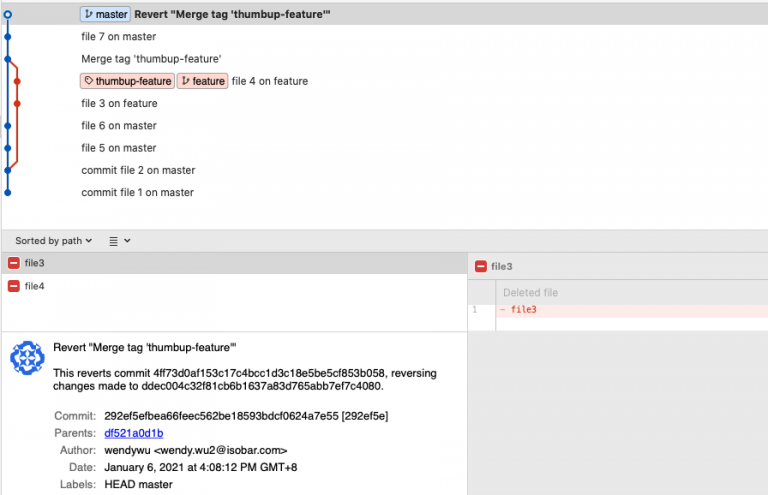 master Revert "Merge tag 'thumbup-feature'"
file 7 on master
Merge tag 'thumbup-feature'
thumbup-feature feature file 4 on feature
file 3 on feature
file 6 on master
file 5 on master
commit file 2 on master
commit file 1 on master
Sorted by path
file3
file3
file4
Deleted file
1 - file3
Revert "Merge tag 'thumbup-feature'"
This reverts commit 4ff73d0af153c17c4bcc1d3c18e5be5cf853b058, reversing
changes made to ddec004c32f81cb6b1637a83d765abb7ef7c4080.
Commit: 292ef5efbea66feec562be18593bdcf0624a7e55 [292ef5e]
Parents: df521a0d1b
Author: wendywu <wendy.wu2@isobar.com>
Date: January 6, 2021 at 4:08:12 PM GMT+8
Labels: HEAD master